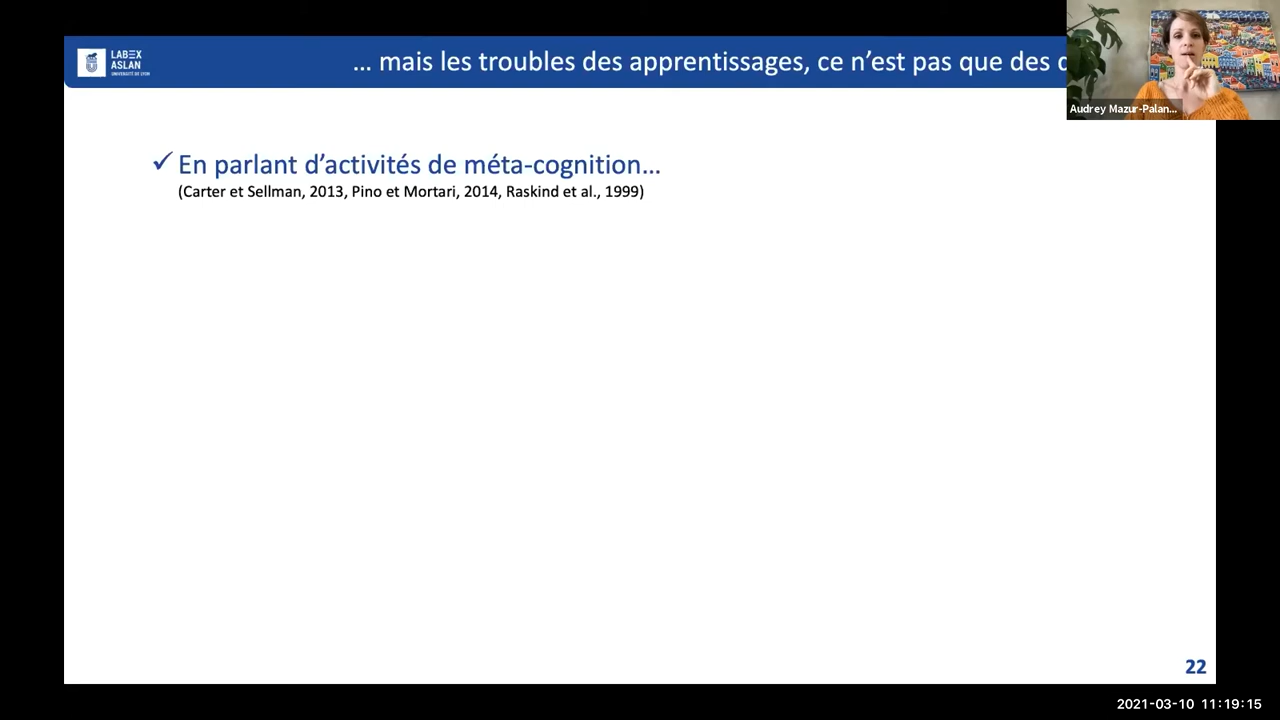 LABEX
ASLAN
UNIVERSITÉ DE LYON
… mais les troubles des apprentissages, ce n’est pas que des
Audrey Mazur-Palan...
✓ En parlant d’activités de méta-cognition…
(Carter et Sellman, 2013, Pino et Mortari, 2014, Raskind et al., 1999)
22
2021-03-10 11:19:15